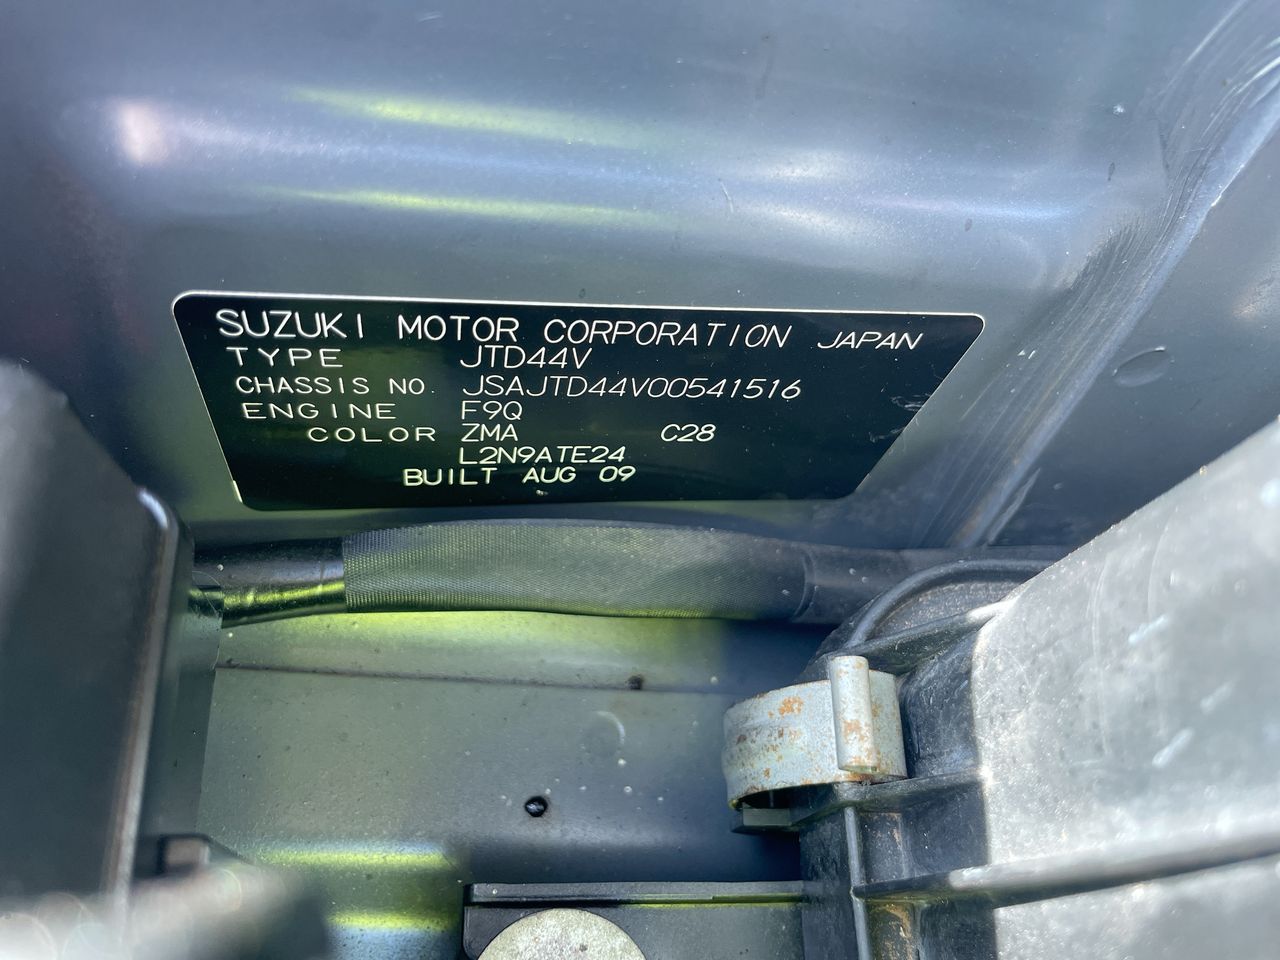 SUZUKI MOTOR CORPORATION JAPAN
TYPE JTD44V
CHASSIS NO. JSAJTD44V00541516
ENGINE F9Q
COLOR ZMA C28
L2N9ATE24
BUILT AUG 09